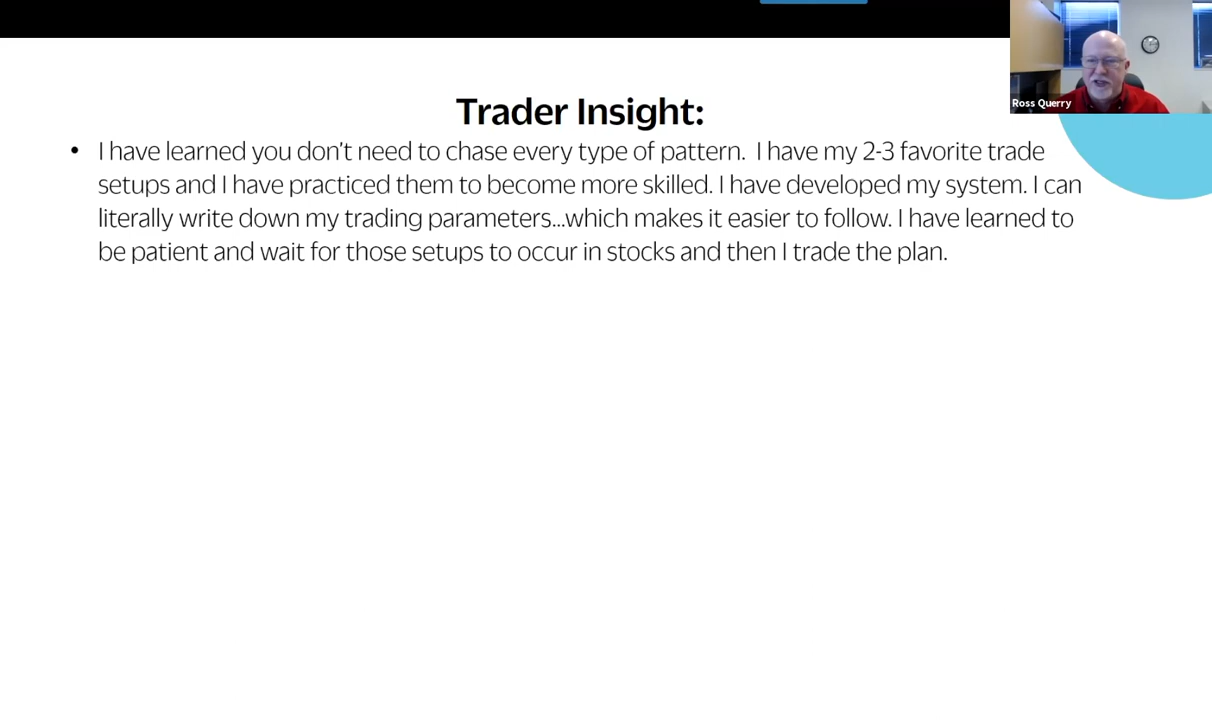 Ross Querry
Trader Insight:
• I have learned you don't need to chase every type of pattern.  I have my 2-3 favorite trade
setups and I have practiced them to become more skilled. I have developed my system. I can
literally write down my trading parameters...which makes it easier to follow. I have learned to
be patient and wait for those setups to occur in stocks and then I trade the plan.